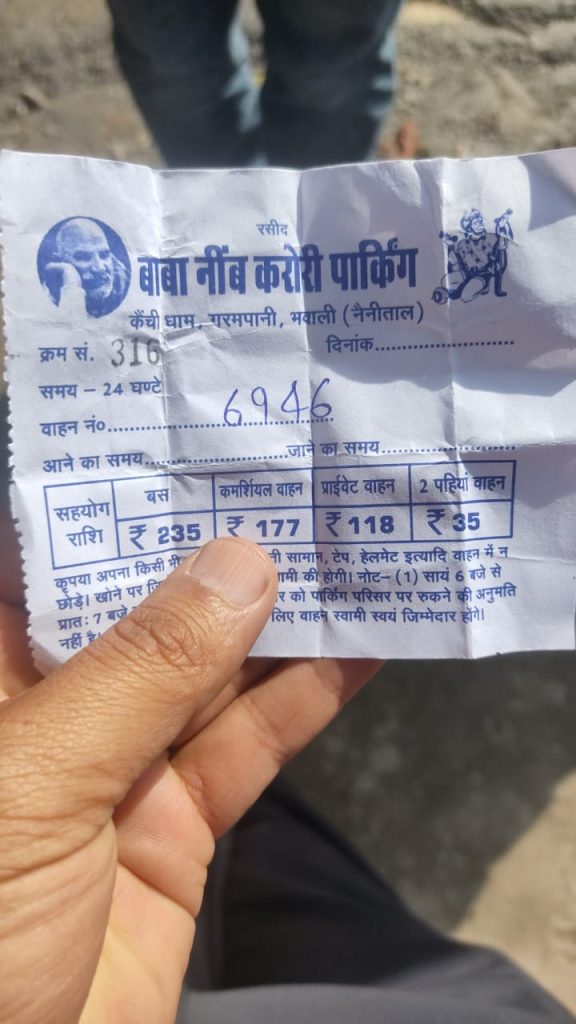 रसीद
बाबा नींब करोरी पार्किंग
कैंची धाम, गरमपानी, भवाली (नैनीताल)
क्रम सं. 316 दिनांक......................
समय – 24 घण्टे
वाहन नं० 6946
आने का समय.....................जाने का समय.....................
सहयोग राशि बस कमर्शियल वाहन प्राईवेट वाहन 2 पहिया वाहन
₹ 235 ₹ 177 ₹ 118 ₹ 35
कृपया अपना किसी भी सामान, टेप, हेलमेट इत्यादि वाहन में न
छोड़े। खोने पर की होगी। नोट– (1) सायं 6 बजे से
प्रातः 7 बजे को पार्किंग परिसर पर रुकने की अनुमति
नहीं है। लिए वाहन स्वामी स्वयं जिम्मेदार होंगे।